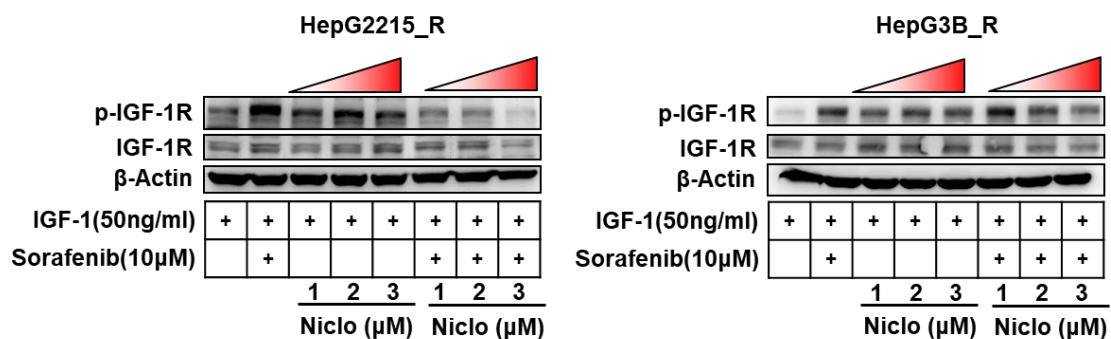 HepG2215_R
p-IGF-1R
IGF-1R
β-Actin
IGF-1(50ng/ml) + + + + + + + +
Sorafenib(10μM) + + + +
1 2 3 1 2 3
Niclo (μM) Niclo (μM)
HepG3B_R
p-IGF-1R
IGF-1R
β-Actin
IGF-1(50ng/ml) + + + + + + + +
Sorafenib(10μM) + + + +
1 2 3 1 2 3
Niclo (μM) Niclo (μM)